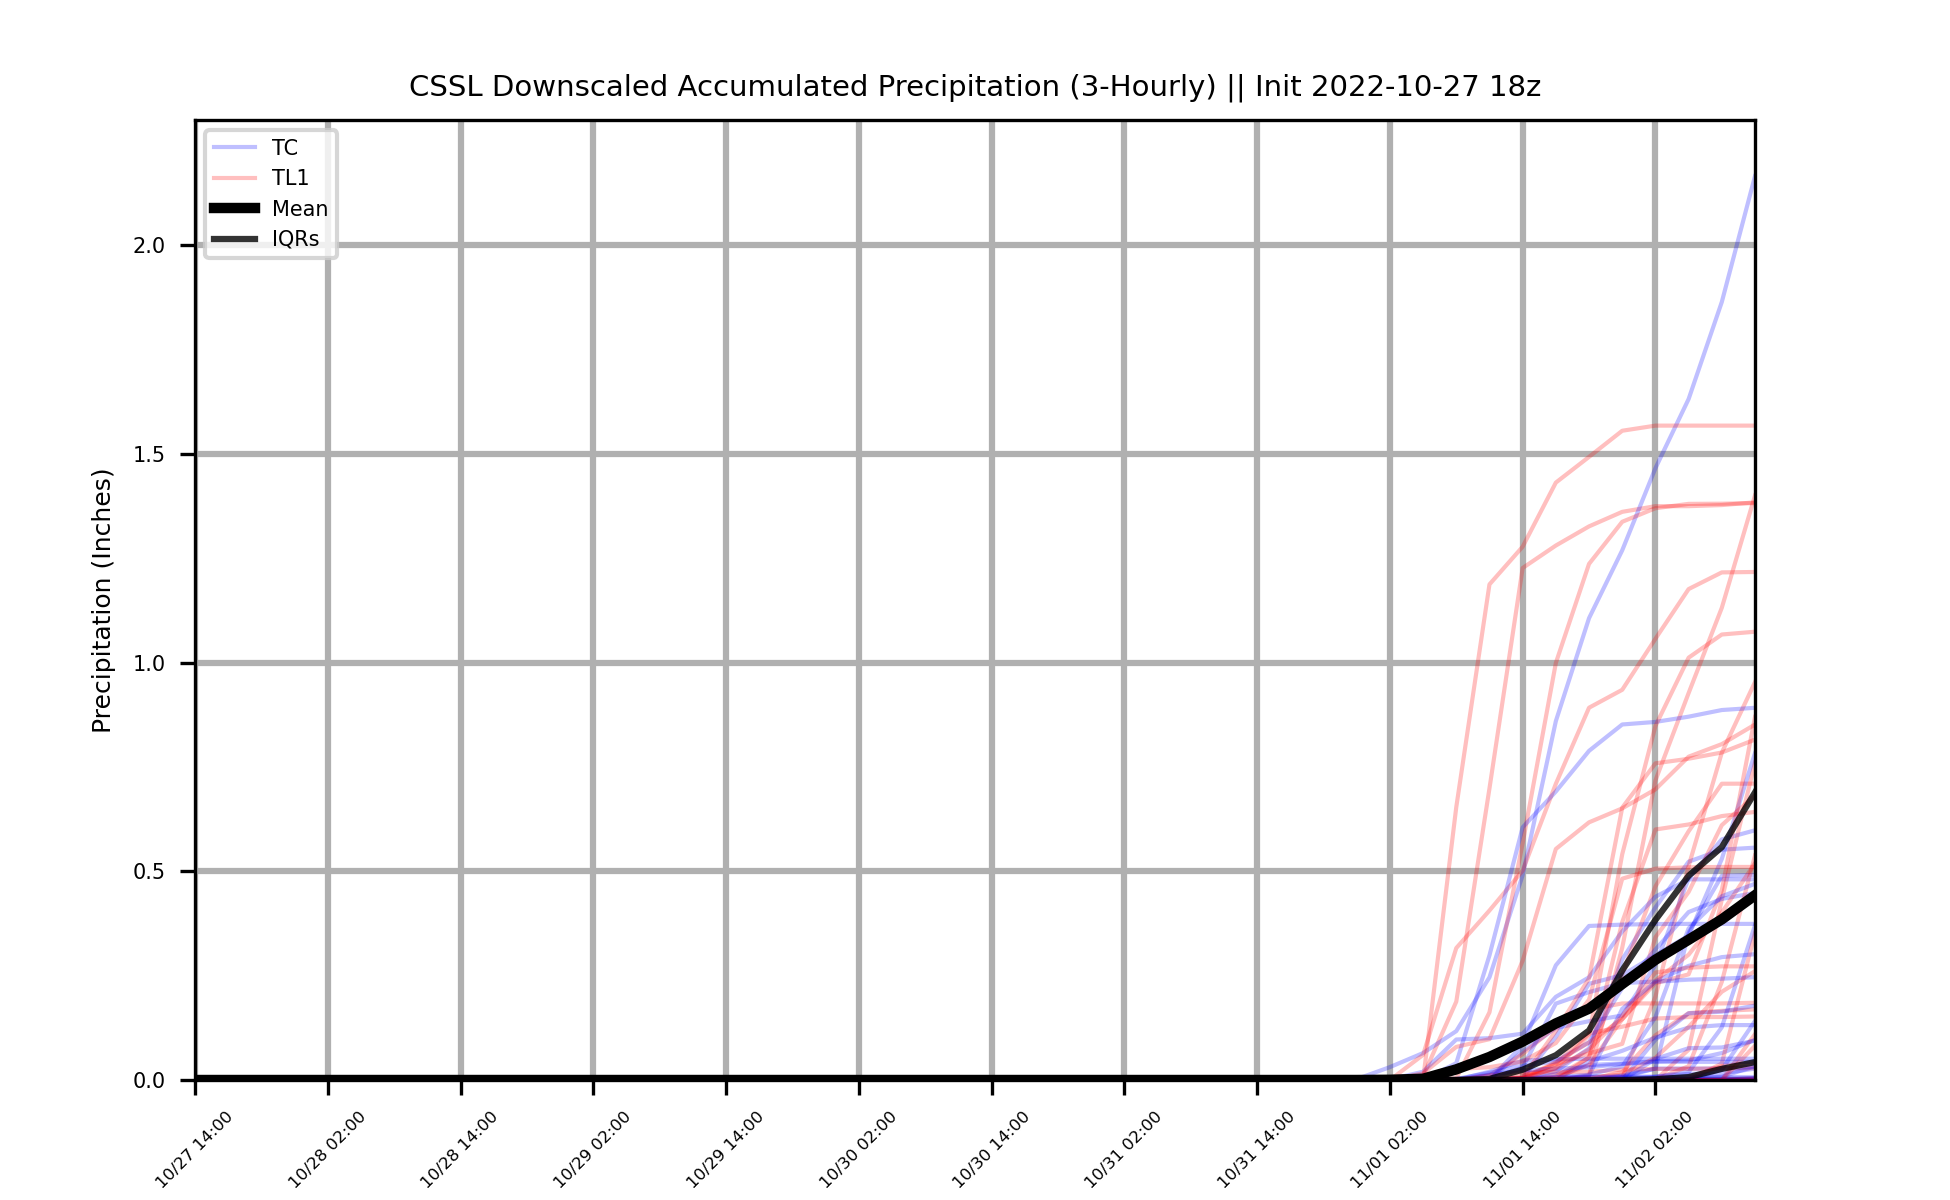 CSSL Downscaled Accumulated Precipitation (3-Hourly) || Init 2022-10-27 18z
TC
TL1
Mean
IQRs
Precipitation (Inches)
2.0
1.5
1.0
0.5
0.0
10/27 14:00
10/28 02:00
10/28 14:00
10/29 02:00
10/29 14:00
10/30 02:00
10/30 14:00
10/31 02:00
10/31 14:00
11/01 02:00
11/01 14:00
11/02 02:00